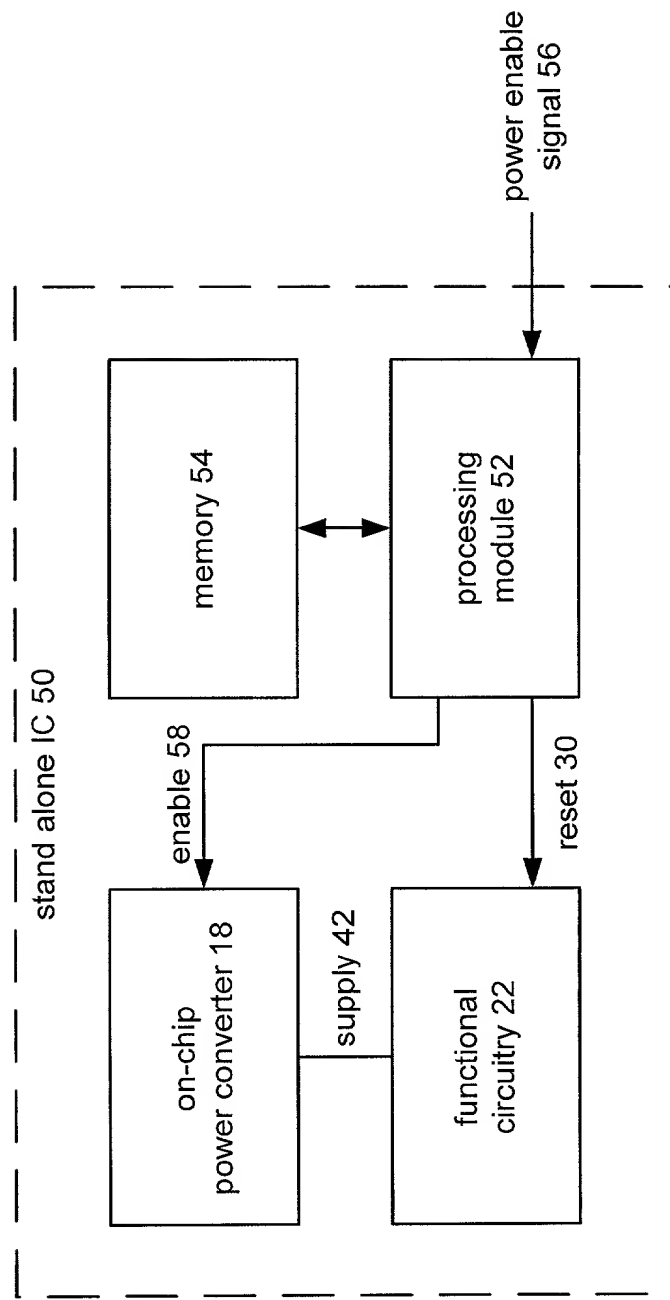 stand alone IC 50
on-chip
power converter 18
enable 58
memory 54
supply 42
functional
circuitry 22
reset 30
processing
module 52
power enable
signal 56